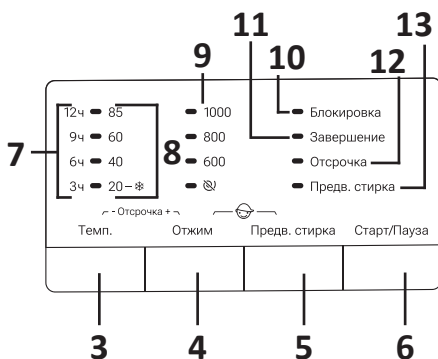 11
13
9
10
12
12ч 85
1000
Блокировка
9ч 60
800
Завершение
7
8
6ч 40
600
Отсрочка
3ч 20–❄
Предв. стирка
- Отсрочка +
Темп.
Отжим
Предв. стирка
Старт/Пауза
3
4
5
6